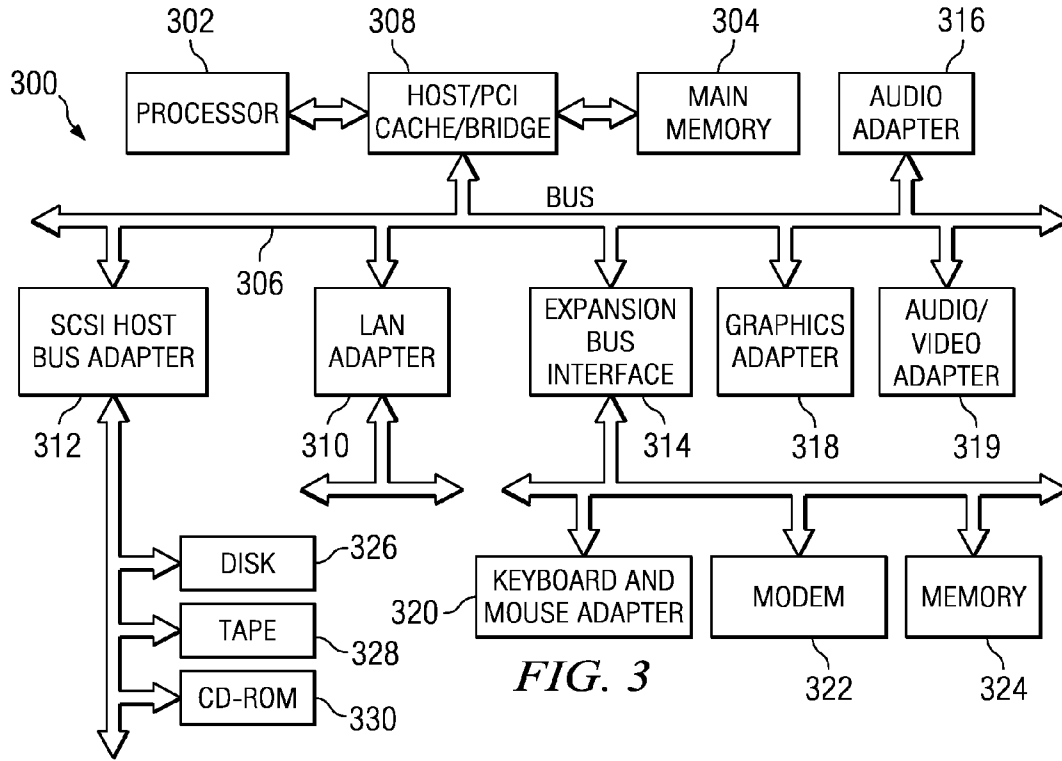 302
308
304
316
300
PROCESSOR
HOST/PCI
CACHE/BRIDGE
MAIN
MEMORY
AUDIO
ADAPTER
BUS
306
SCSI HOST
BUS ADAPTER
LAN
ADAPTER
EXPANSION
BUS
INTERFACE
GRAPHICS
ADAPTER
AUDIO/
VIDEO
ADAPTER
312
310
314
318
319
DISK
326
TAPE
328
CD-ROM
330
320
KEYBOARD AND
MOUSE ADAPTER
MODEM
MEMORY
322
324
FIG. 3